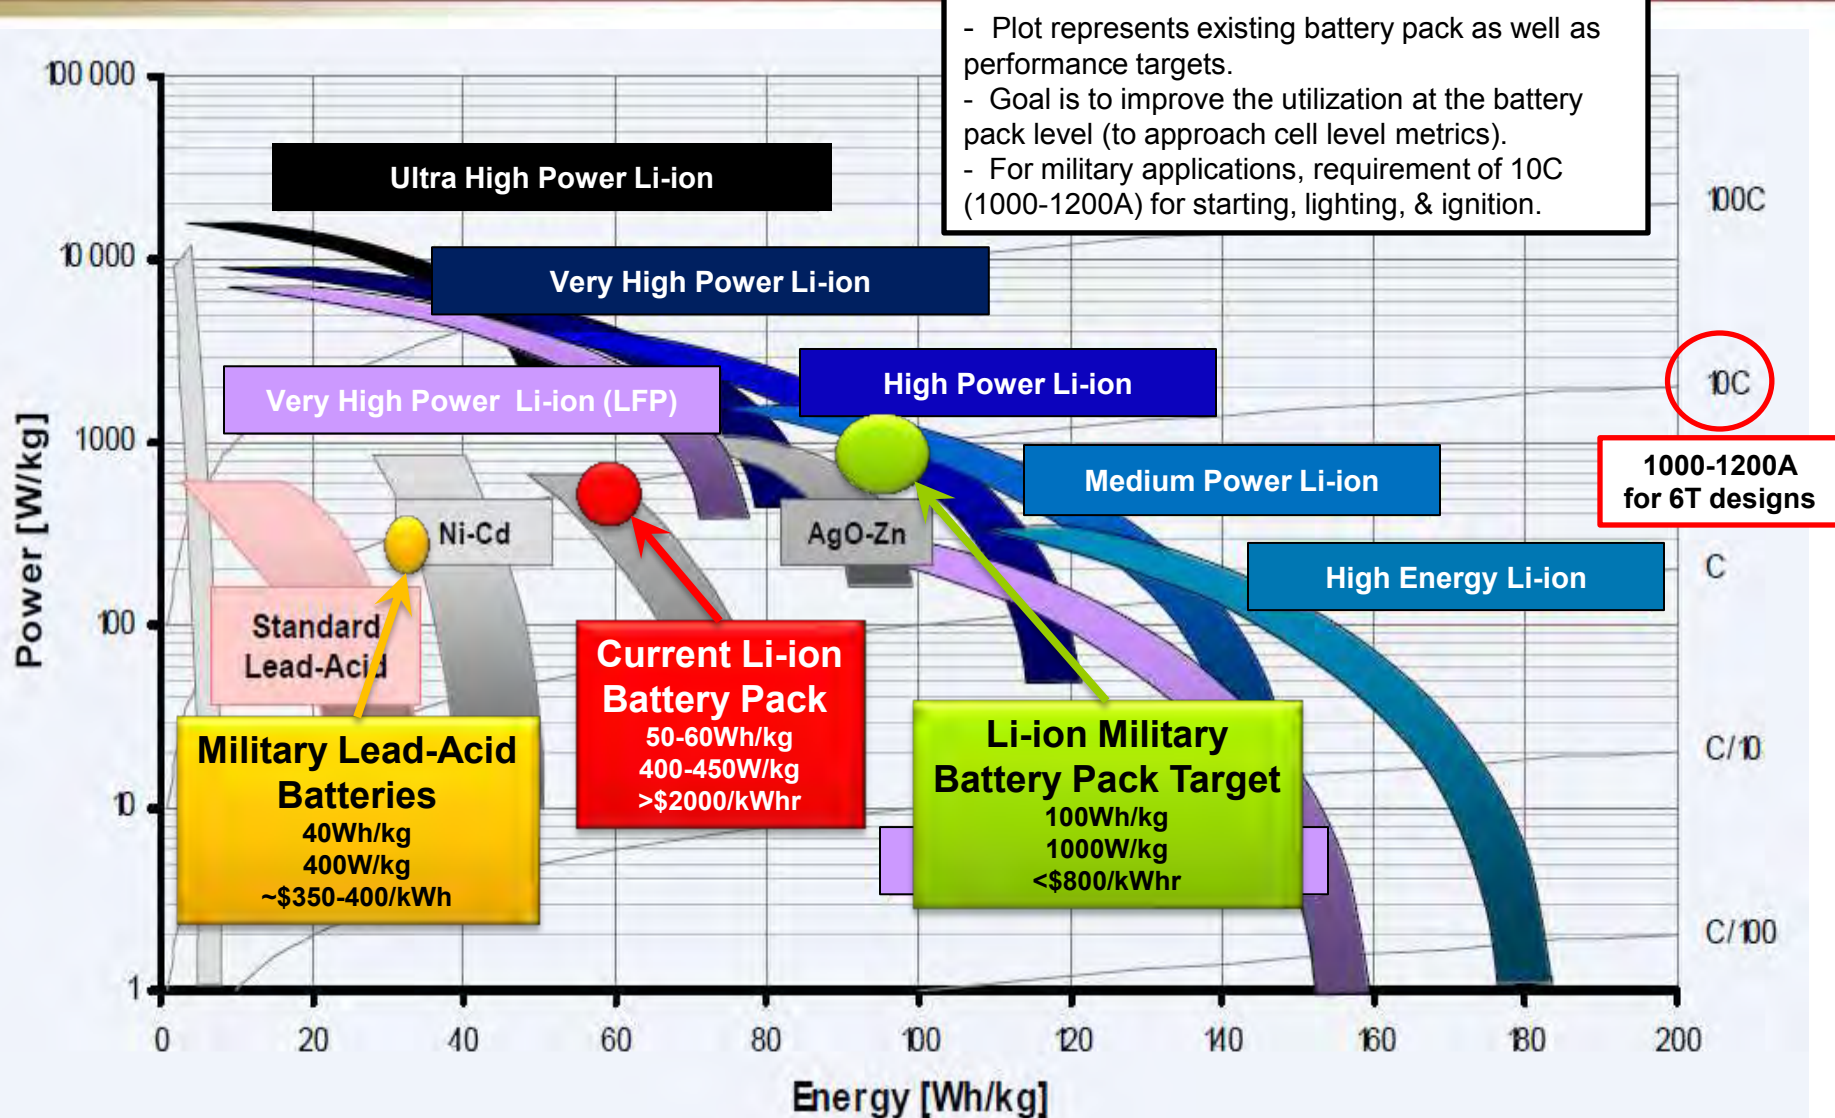 - Plot represents existing battery pack as well as
performance targets.
- Goal is to improve the utilization at the battery
pack level (to approach cell level metrics).
- For military applications, requirement of 10C
(1000-1200A) for starting, lighting, & ignition.
100 000
10 000
1000
100
10
1
Power [W/kg]
Ultra High Power Li-ion
Very High Power Li-ion
High Power Li-ion
Very High Power Li-ion (LFP)
Medium Power Li-ion
High Energy Li-ion
Ni-Cd
AgO-Zn
Standard
Lead-Acid
Military Lead-Acid
Batteries
40Wh/kg
400W/kg
~$350-400/kWh
Current Li-ion
Battery Pack
50-60Wh/kg
400-450W/kg
>$2000/kWhr
Li-ion Military
Battery Pack Target
100Wh/kg
1000W/kg
<$800/kWhr
100C
10C
1000-1200A
for 6T designs
C
C/10
C/100
0 20 40 60 80 100 120 140 160 180 200
Energy [Wh/kg]